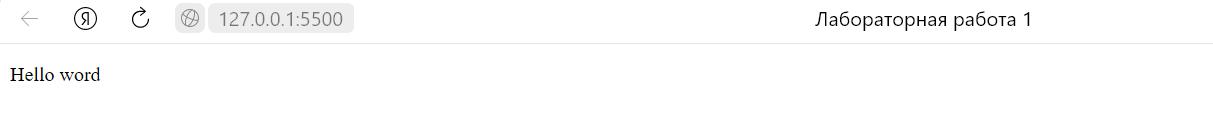 Я 127.0.0.1:5500 Лабораторная работа 1
Hello word